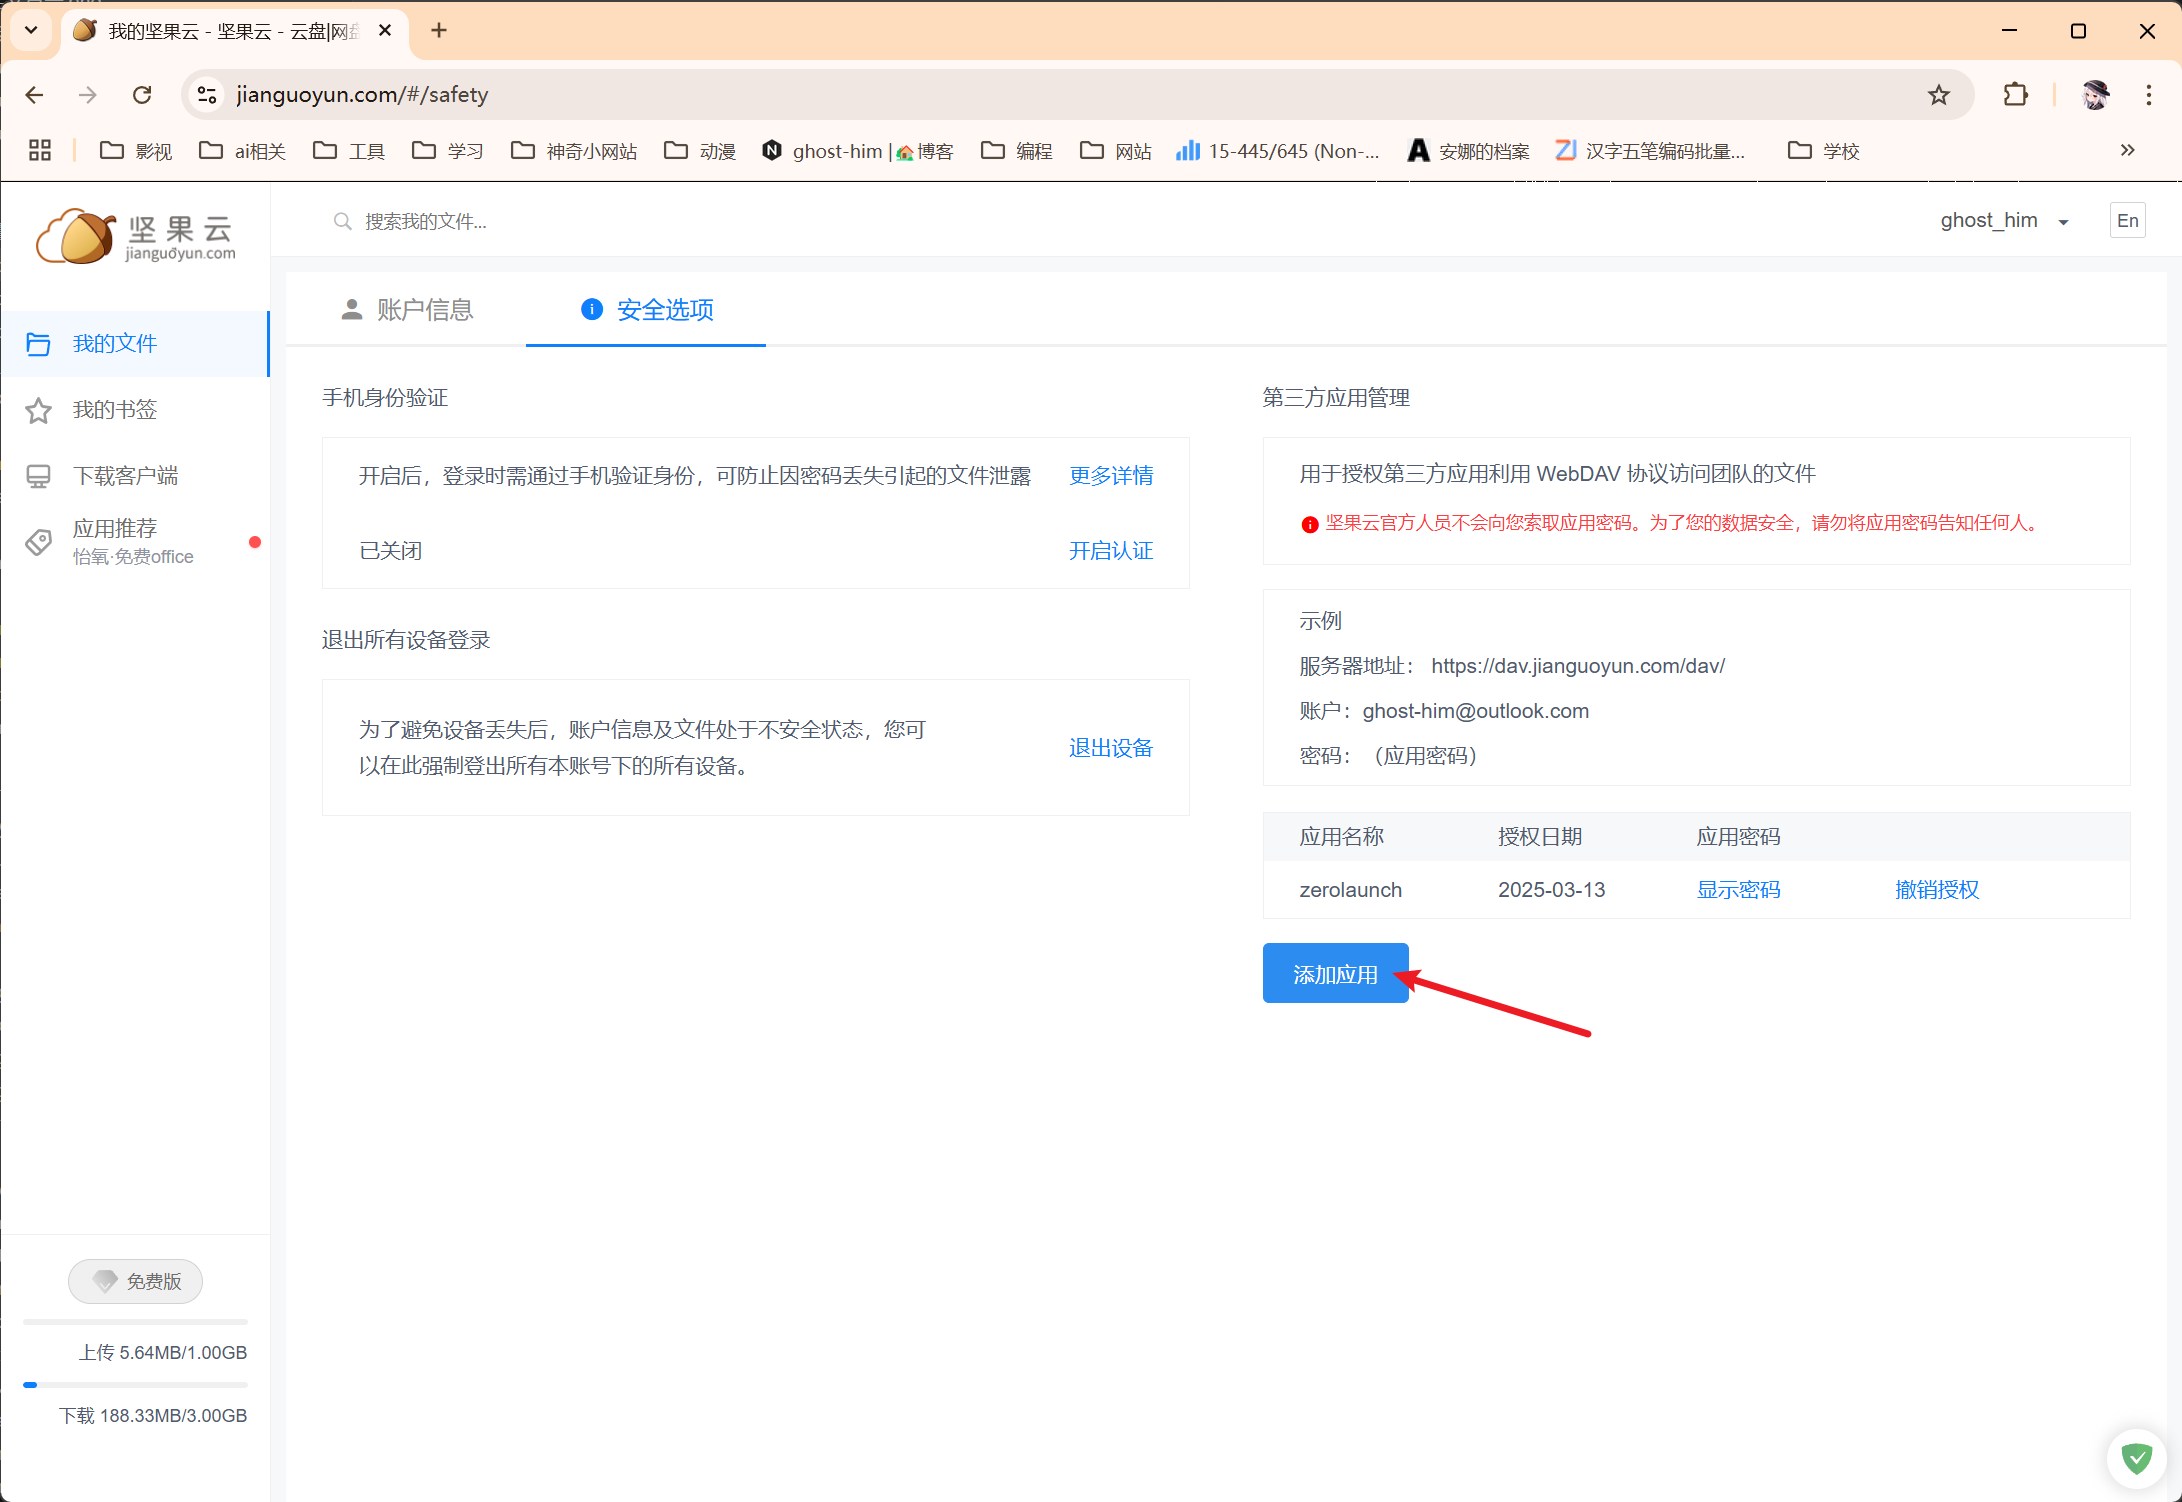 我的坚果云 - 坚果云 - 云盘|网盘
jianguoyun.com/#/safety
影视
ai相关
工具
学习
神奇小网站
动漫
ghost-him | 🏠博客
编程
网站
15-445/645 (Non-...
安娜的档案
汉字五笔编码批量...
学校
坚果云
jianguoyun.com
搜索我的文件...
ghost_him
En
我的文件
我的书签
下载客户端
应用推荐
怡氧·免费office
免费版
上传 5.64MB/1.00GB
下载 188.33MB/3.00GB
账户信息
安全选项
手机身份验证
开启后，登录时需通过手机验证身份，可防止因密码丢失引起的文件泄露
更多详情
已关闭
开启认证
退出所有设备登录
为了避免设备丢失后，账户信息及文件处于不安全状态，您可
以在此强制登出所有本账号下的所有设备。
退出设备
第三方应用管理
用于授权第三方应用利用 WebDAV 协议访问团队的文件
坚果云官方人员不会向您索取应用密码。为了您的数据安全，请勿将应用密码告知任何人。
示例
服务器地址： https://dav.jianguoyun.com/dav/
账户：ghost-him@outlook.com
密码：（应用密码）
应用名称 授权日期 应用密码
zerolaunch 2025-03-13 显示密码 撤销授权
添加应用